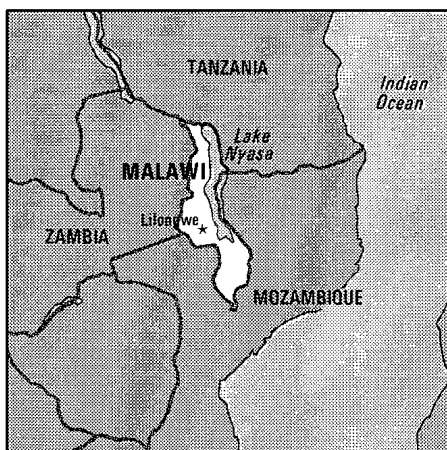 TANZANIA
Indian
Ocean
Lake
Nyasa
MALAWI
Lilongwe
ZAMBIA
MOZAMBIQUE